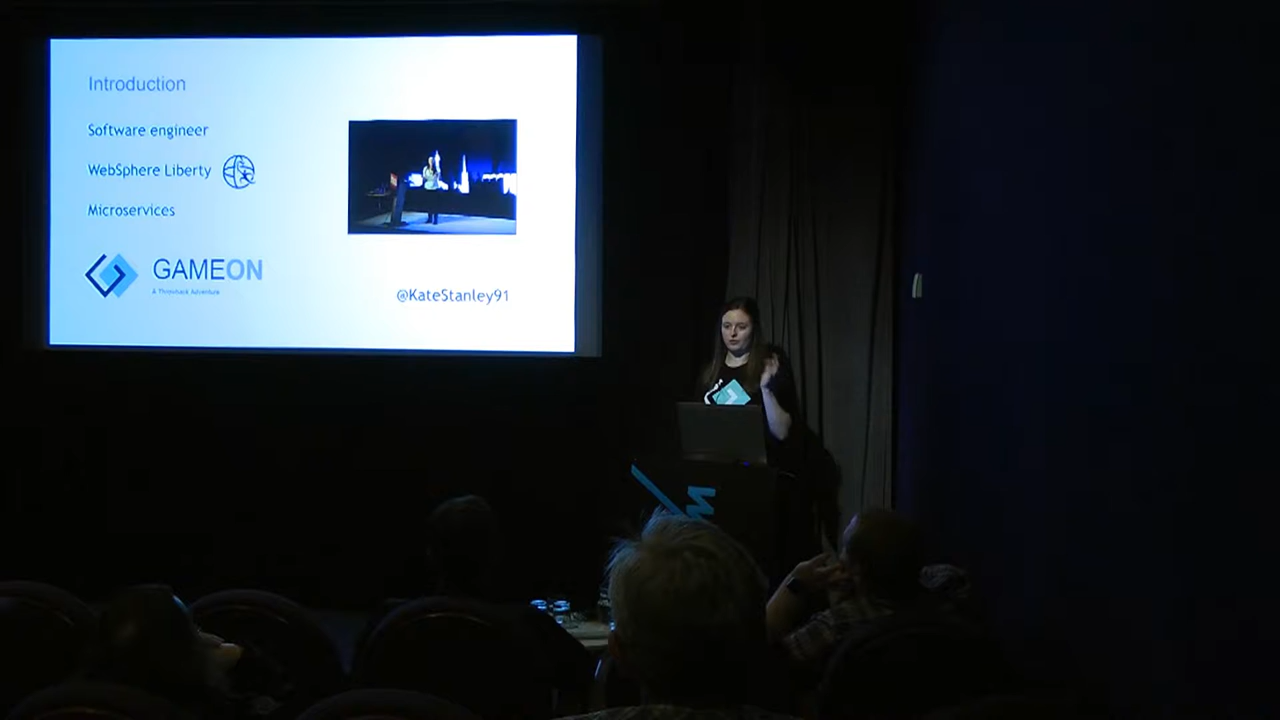 Introduction
Software engineer
WebSphere Liberty
Microservices
GAMEON
A Throwback Adventure
@KateStanley91